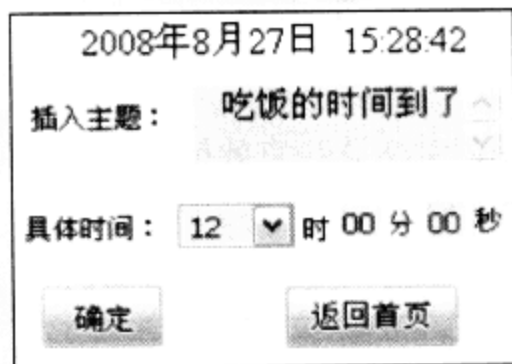 2008年8月27日 15:28:42
插入主题： 吃饭的时间到了
具体时间： 12 时 00 分 00 秒
确定 返回首页